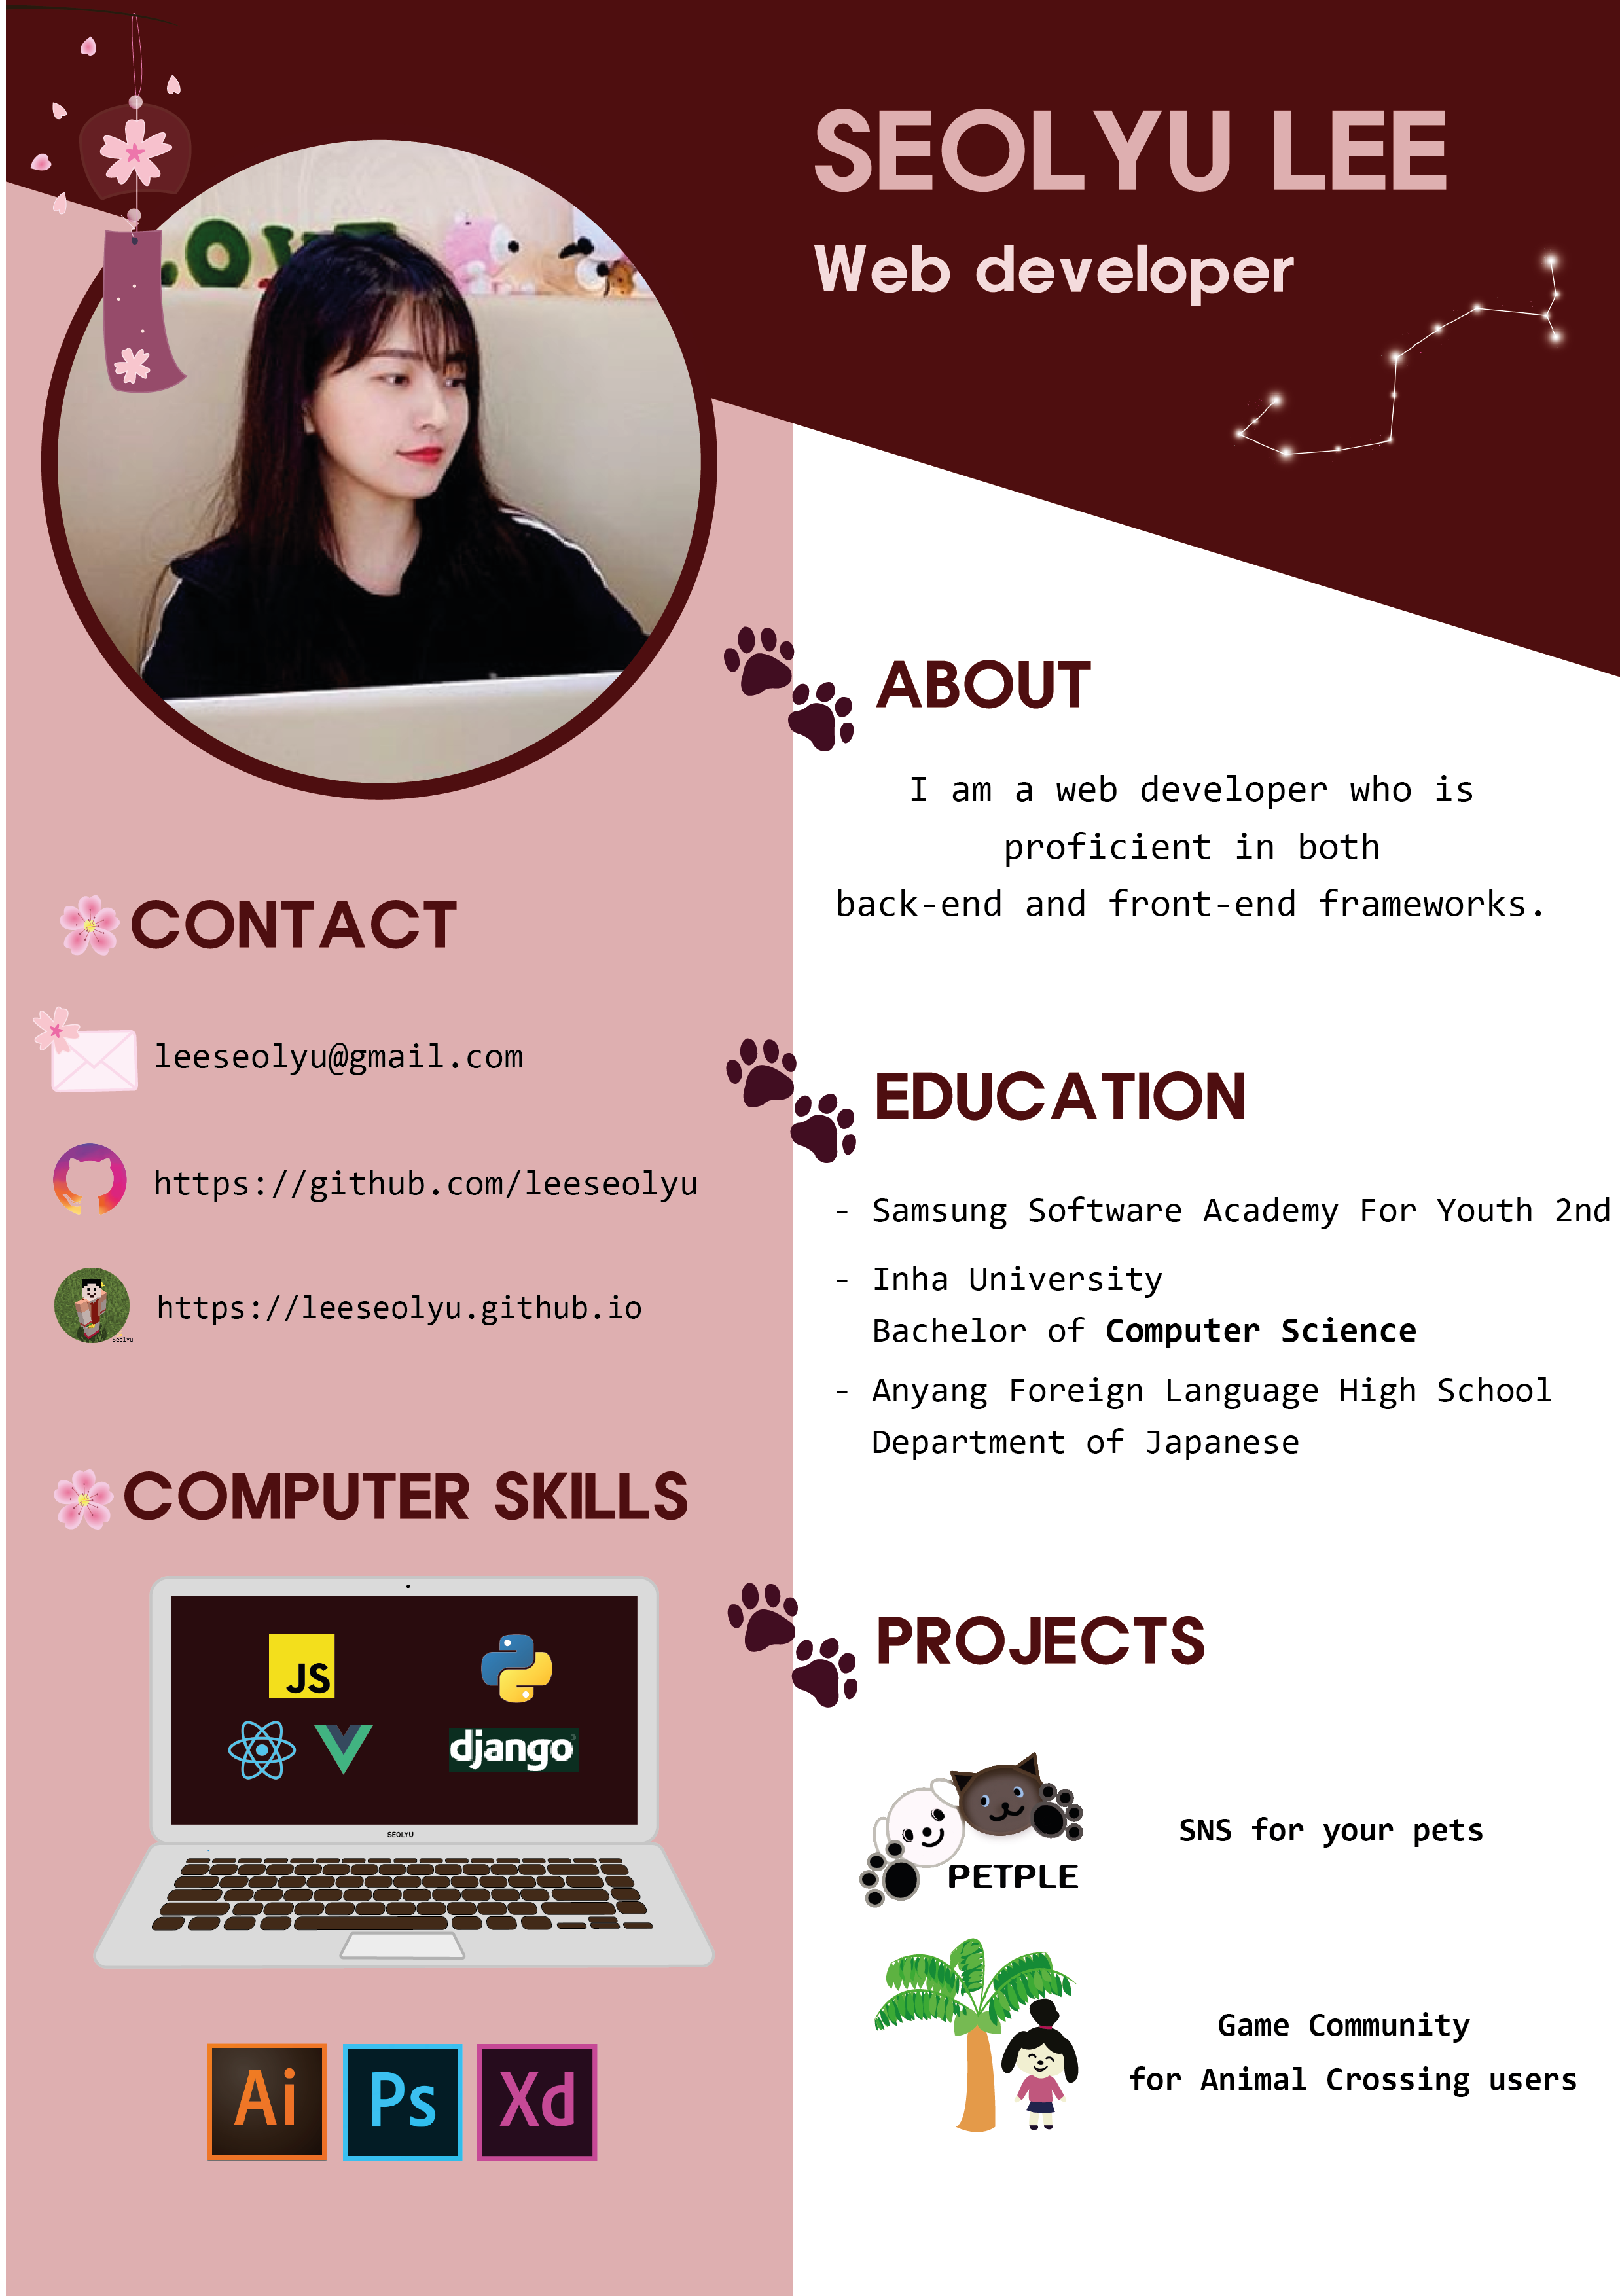 SEOLYU LEE
Web developer
ABOUT
I am a web developer who is
proficient in both
back-end and front-end frameworks.
CONTACT
leeseolyu@gmail.com
https://github.com/leeseolyu
https://leeseolyu.github.io
seolyu
EDUCATION
- Samsung Software Academy For Youth 2nd
- Inha University
Bachelor of Computer Science
- Anyang Foreign Language High School
Department of Japanese
COMPUTER SKILLS
JS
django
SEOLYU
Ai Ps Xd
PROJECTS
PETPLE
SNS for your pets
Game Community
for Animal Crossing users